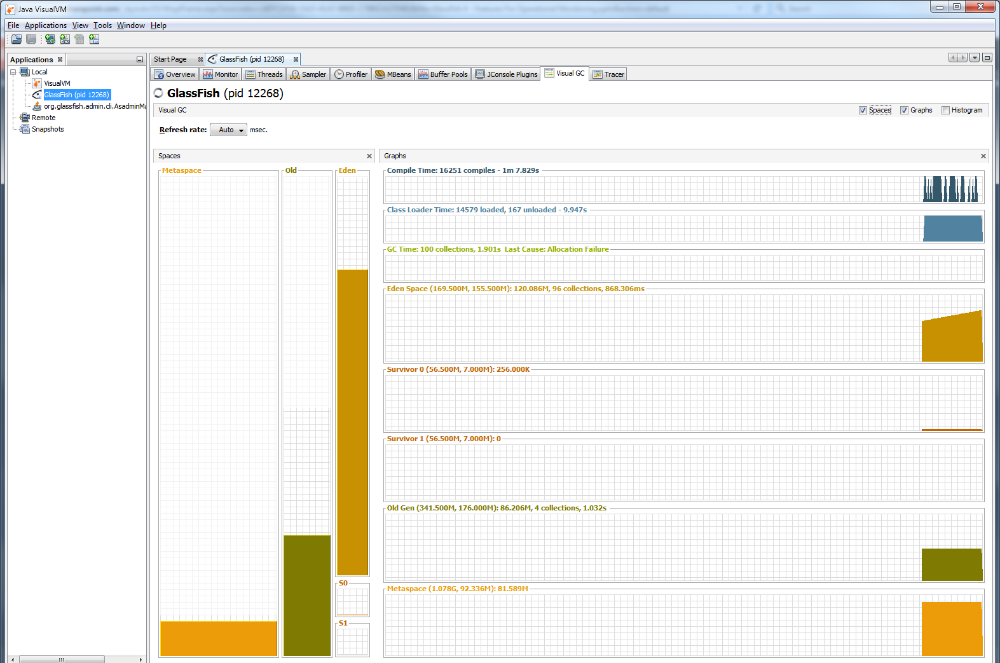 Java VisualVM
File Applications View Tools Window Help
Applications
Local
VisualVM
GlassFish (pid 12268)
org.glassfish.admin.cli.AsadminMa
Remote
Snapshots
Start Page GlassFish (pid 12268)
Overview Monitor Threads Sampler Profiler MBeans Buffer Pools JConsole Plugins Visual GC Tracer
GlassFish (pid 12268)
Visual GC Spaces Graphs Histogram
Refresh rate: Auto msec.
Spaces
Metaspace Old Eden
S0
S1
Graphs
Compile Time: 16251 compiles - 1m 7.829s
Class Loader Time: 14579 loaded, 167 unloaded - 9.947s
GC Time: 100 collections, 1.901s Last Cause: Allocation Failure
Eden Space (169.500M, 155.500M): 120.086M, 96 collections, 868.306ms
Survivor 0 (56.500M, 7.000M): 256.000K
Survivor 1 (56.500M, 7.000M): 0
Old Gen (341.500M, 176.000M): 86.206M, 4 collections, 1.032s
Metaspace (1.078G, 92.336M): 81.589M